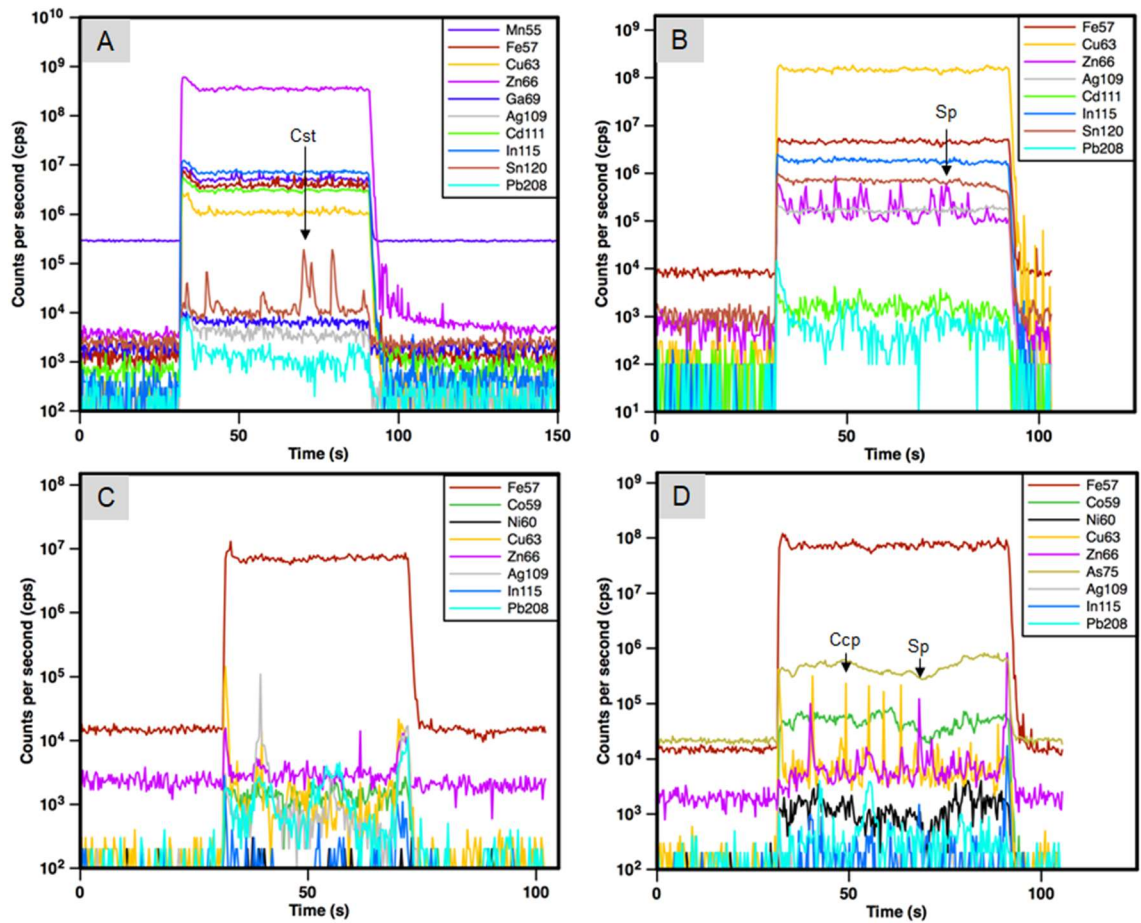 A
10^10
10^9
10^8
10^7
10^6
10^5
10^4
10^3
10^2
Counts per second (cps)
0
50
100
150
Time (s)
Mn55
Fe57
Cu63
Zn66
Ga69
Ag109
Cd111
In115
Sn120
Pb208
Cst
B
10^9
10^8
10^7
10^6
10^5
10^4
10^3
10^2
10^1
Counts per second (cps)
0
50
100
Time (s)
Fe57
Cu63
Zn66
Ag109
Cd111
In115
Sn120
Pb208
Sp
C
10^8
10^7
10^6
10^5
10^4
10^3
10^2
Counts per second (cps)
0
50
100
Time (s)
Fe57
Co59
Ni60
Cu63
Zn66
Ag109
In115
Pb208
D
10^9
10^8
10^7
10^6
10^5
10^4
10^3
10^2
Counts per second (cps)
0
50
100
Time (s)
Fe57
Co59
Ni60
Cu63
Zn66
As75
Ag109
In115
Pb208
Ccp
Sp